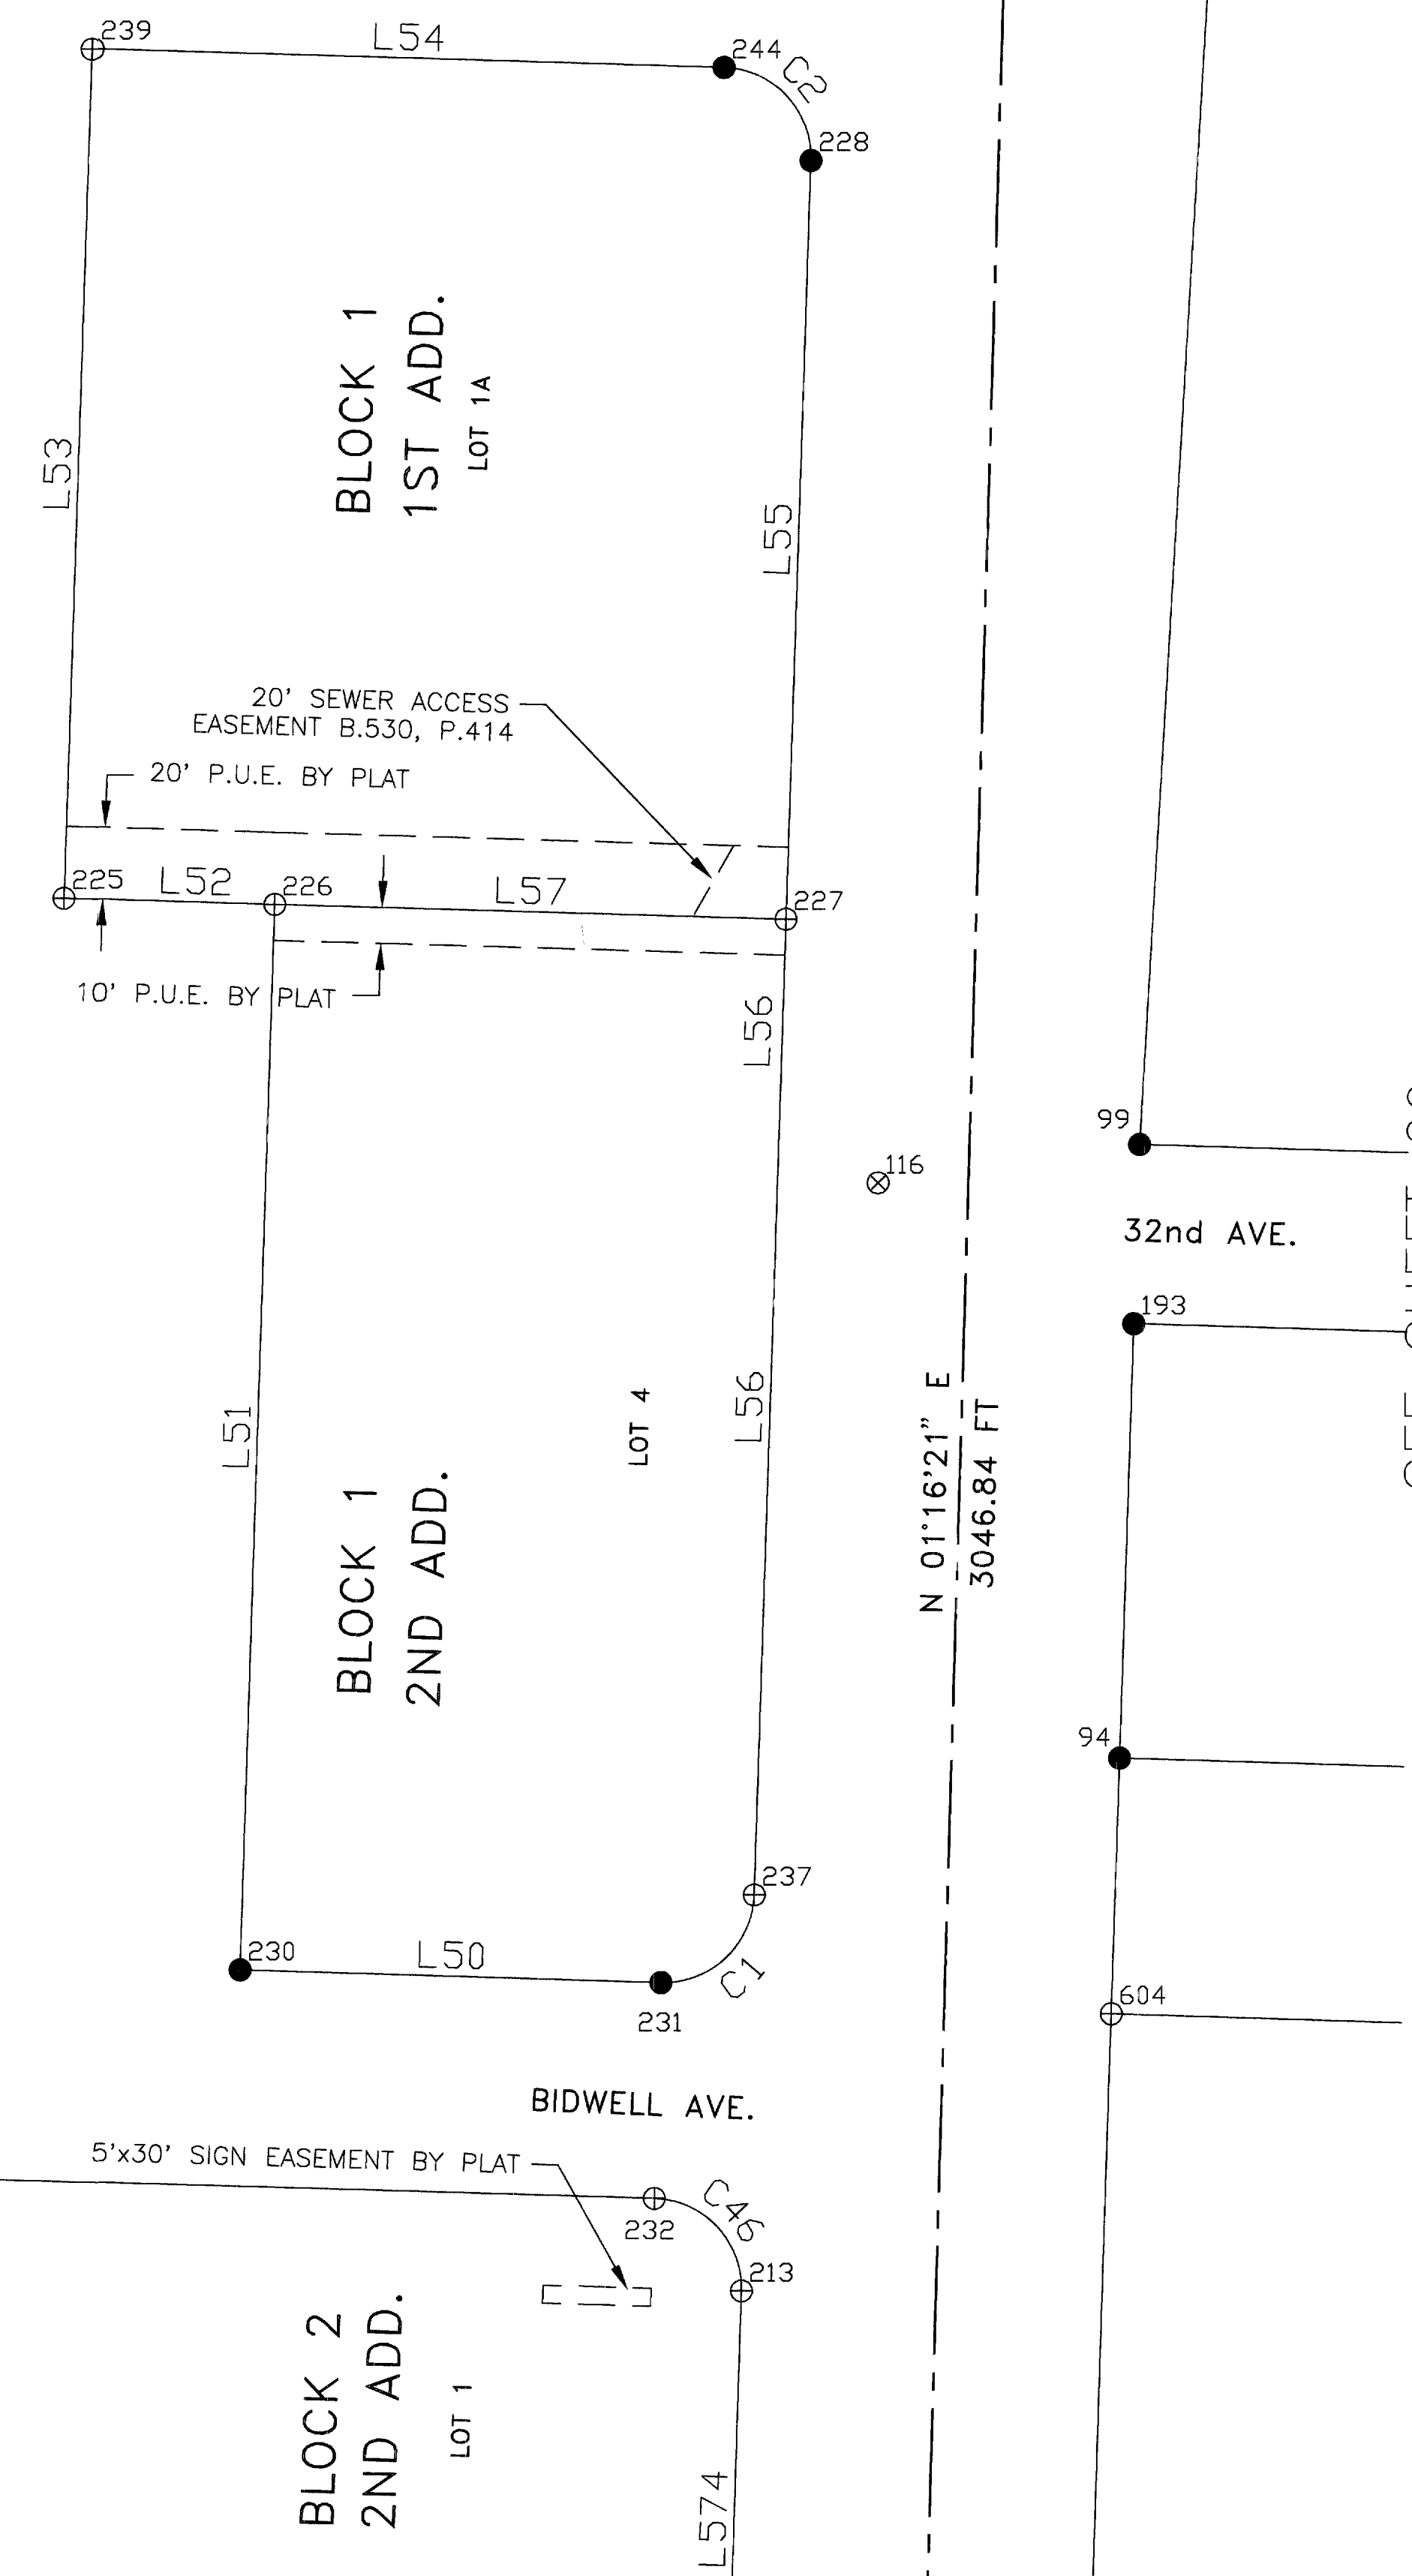 239
L54
244
C2
228
BLOCK 1
1ST ADD.
LOT 1A
L53
L55
20' SEWER ACCESS
EASEMENT B.530, P.414
20' P.U.E. BY PLAT
225
L52
226
L57
227
10' P.U.E. BY PLAT
L56
99
116
32nd AVE.
193
L51
LOT 4
L56
BLOCK 1
2ND ADD.
N 01°16'21" E
3046.84 FT
94
237
230
L50
C1
231
604
BIDWELL AVE.
5'x30' SIGN EASEMENT BY PLAT
C46
232
213
BLOCK 2
2ND ADD.
LOT 1
L574